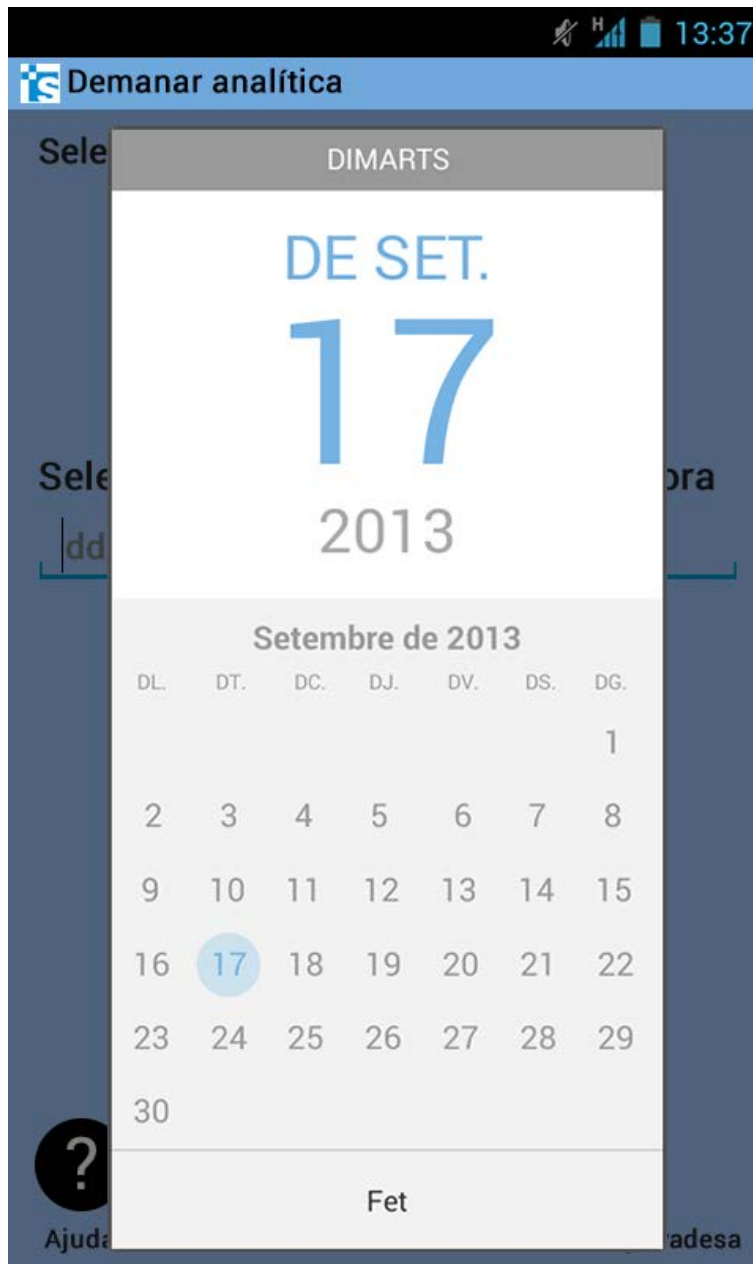 13:37
Demanar analítica
Sele
DIMARTS
DE SET.
17
2013
Sele ora
dd
Setembre de 2013
DL. DT. DC. DJ. DV. DS. DG.
1
2 3 4 5 6 7 8
9 10 11 12 13 14 15
16 17 18 19 20 21 22
23 24 25 26 27 28 29
30
?
Fet
Ajuda adesa